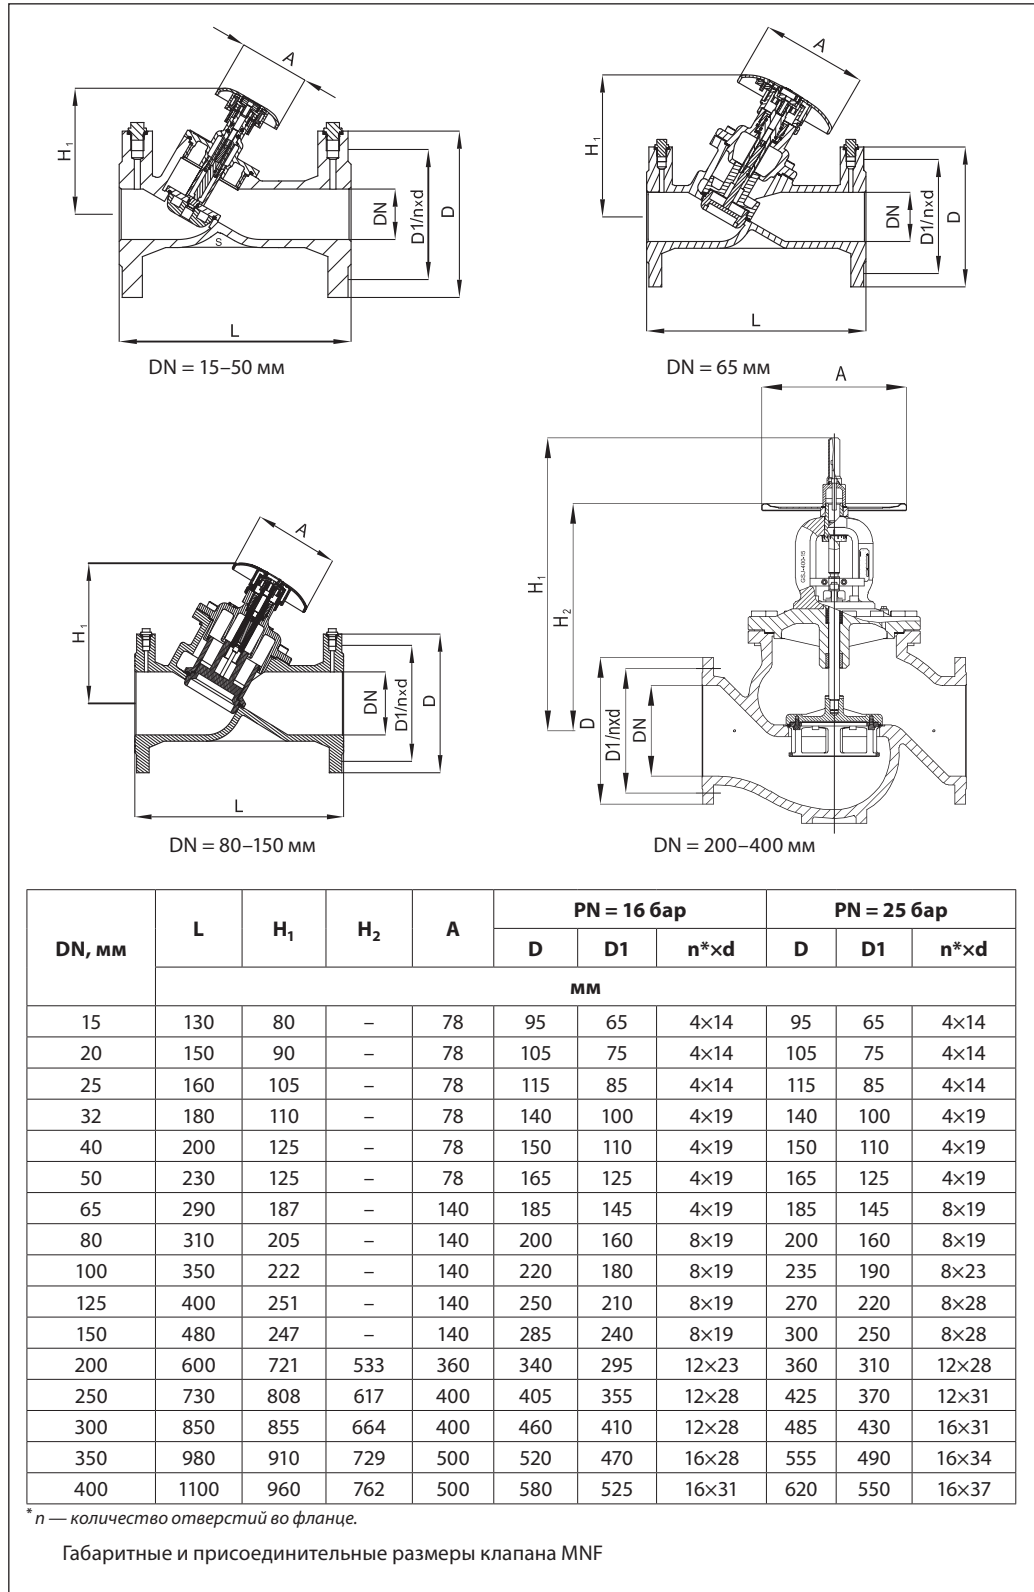 A
H1
DN
D1/nxd
D
S
L
DN = 15–50 мм
A
H1
DN
D1/nxd
D
L
DN = 65 мм
A
H1
DN
D1/nxd
D
L
DN = 80–150 мм
A
H1
H2
D
D1/nxd
DN
DN = 200–400 мм
DN, мм L H1 H2 A PN = 16 бар PN = 25 бар
D D1 n*×d D D1 n*×d
мм
15 130 80 – 78 95 65 4×14 95 65 4×14
20 150 90 – 78 105 75 4×14 105 75 4×14
25 160 105 – 78 115 85 4×14 115 85 4×14
32 180 110 – 78 140 100 4×19 140 100 4×19
40 200 125 – 78 150 110 4×19 150 110 4×19
50 230 125 – 78 165 125 4×19 165 125 4×19
65 290 187 – 140 185 145 4×19 185 145 8×19
80 310 205 – 140 200 160 8×19 200 160 8×19
100 350 222 – 140 220 180 8×19 235 190 8×23
125 400 251 – 140 250 210 8×19 270 220 8×28
150 480 247 – 140 285 240 8×19 300 250 8×28
200 600 721 533 360 340 295 12×23 360 310 12×28
250 730 808 617 400 405 355 12×28 425 370 12×31
300 850 855 664 400 460 410 12×28 485 430 16×31
350 980 910 729 500 520 470 16×28 555 490 16×34
400 1100 960 762 500 580 525 16×31 620 550 16×37
* n — количество отверстий во фланце.
Габаритные и присоединительные размеры клапана MNF